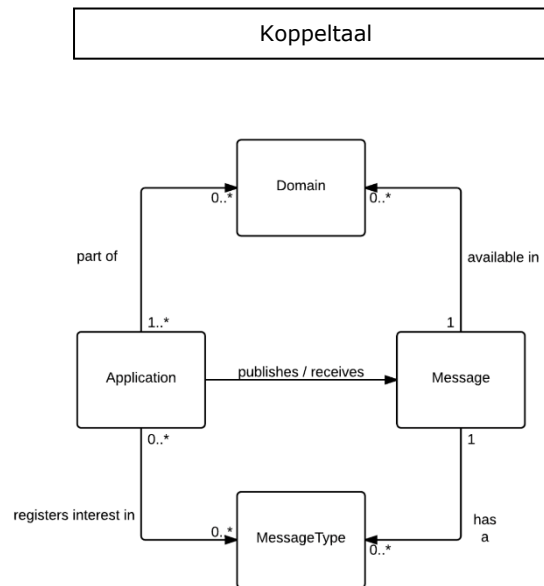 Koppeltaal
Domain
0..*
0..*
part of
available in
1..*
1
Application
publishes / receives
Message
0..*
1
registers interest in
0..*
MessageType
0..*
has
a